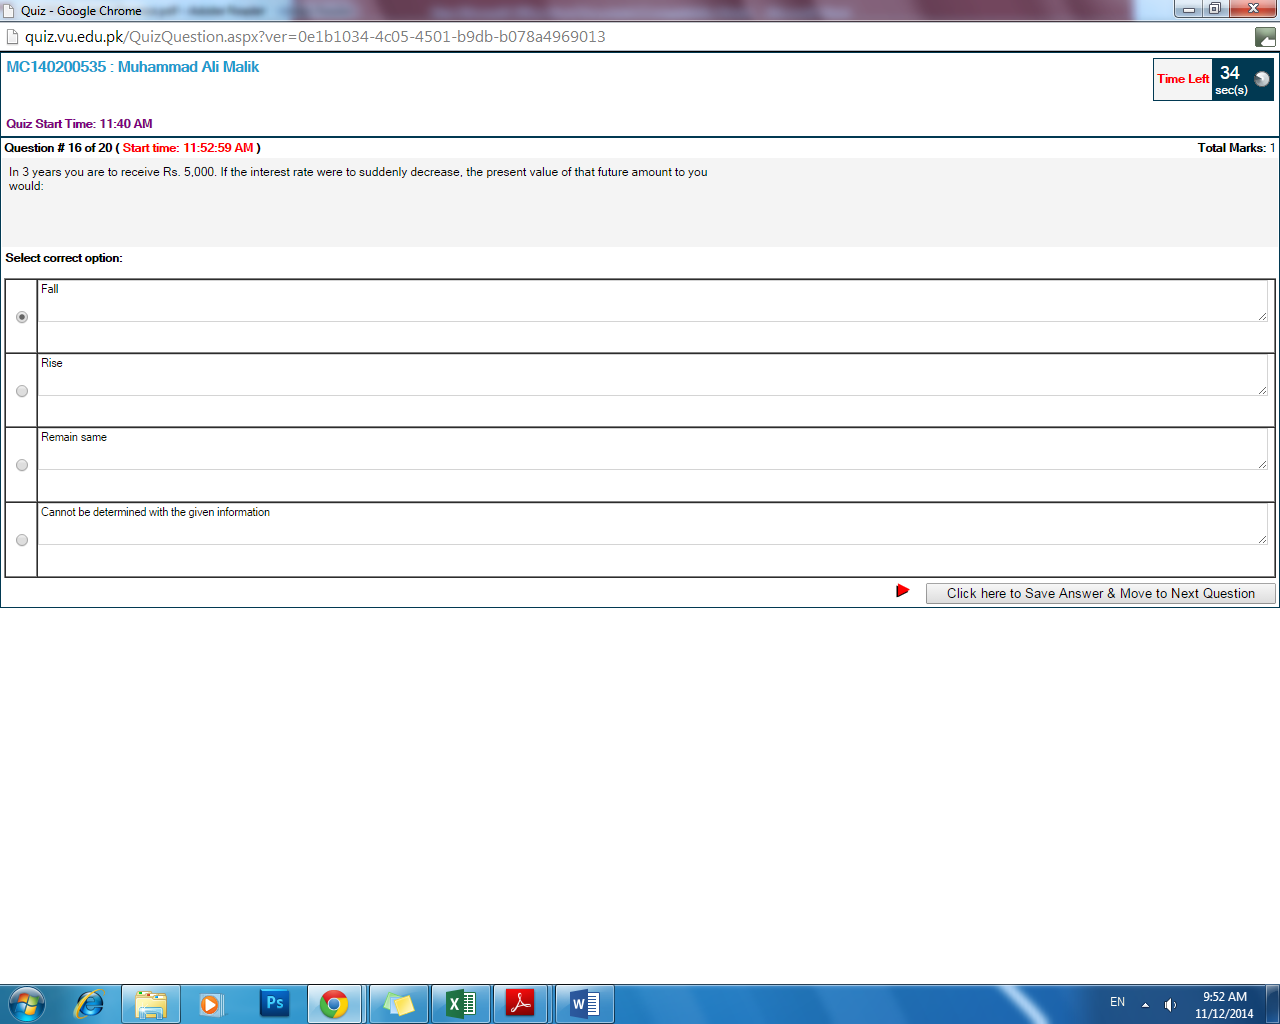 Quiz - Google Chrome
quiz.vu.edu.pk/QuizQuestion.aspx?ver=0e1b1034-4c05-4501-b9db-b078a4969013
MC140200535 : Muhammad Ali Malik
Time Left 34 sec(s)
Quiz Start Time: 11:40 AM
Question # 16 of 20 ( Start time: 11:52:59 AM )
Total Marks: 1
In 3 years you are to receive Rs. 5,000. If the interest rate were to suddenly decrease, the present value of that future amount to you
would:
Select correct option:
Fall
Rise
Remain same
Cannot be determined with the given information
Click here to Save Answer & Move to Next Question
Ps
EN
9:52 AM
11/12/2014